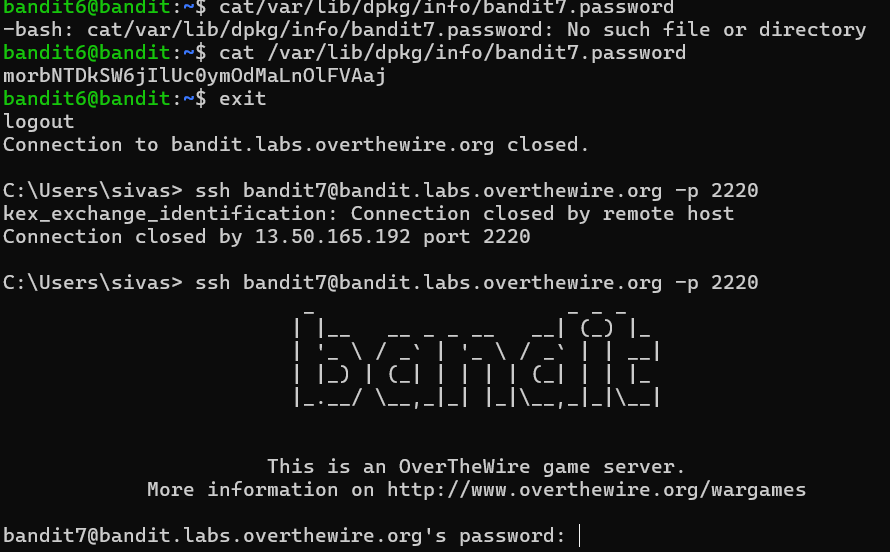 bandit6@bandit:~$ cat/var/lib/dpkg/info/bandit7.password
-bash: cat/var/lib/dpkg/info/bandit7.password: No such file or directory
bandit6@bandit:~$ cat /var/lib/dpkg/info/bandit7.password
morbNTDkSW6jIlUc0ymOdMaLnOlFVAaj
bandit6@bandit:~$ exit
logout
Connection to bandit.labs.overthewire.org closed.
C:\Users\sivas> ssh bandit7@bandit.labs.overthewire.org -p 2220
kex_exchange_identification: Connection closed by remote host
Connection closed by 13.50.165.192 port 2220
C:\Users\sivas> ssh bandit7@bandit.labs.overthewire.org -p 2220
bandit
This is an OverTheWire game server.
More information on http://www.overthewire.org/wargames
bandit7@bandit.labs.overthewire.org's password: